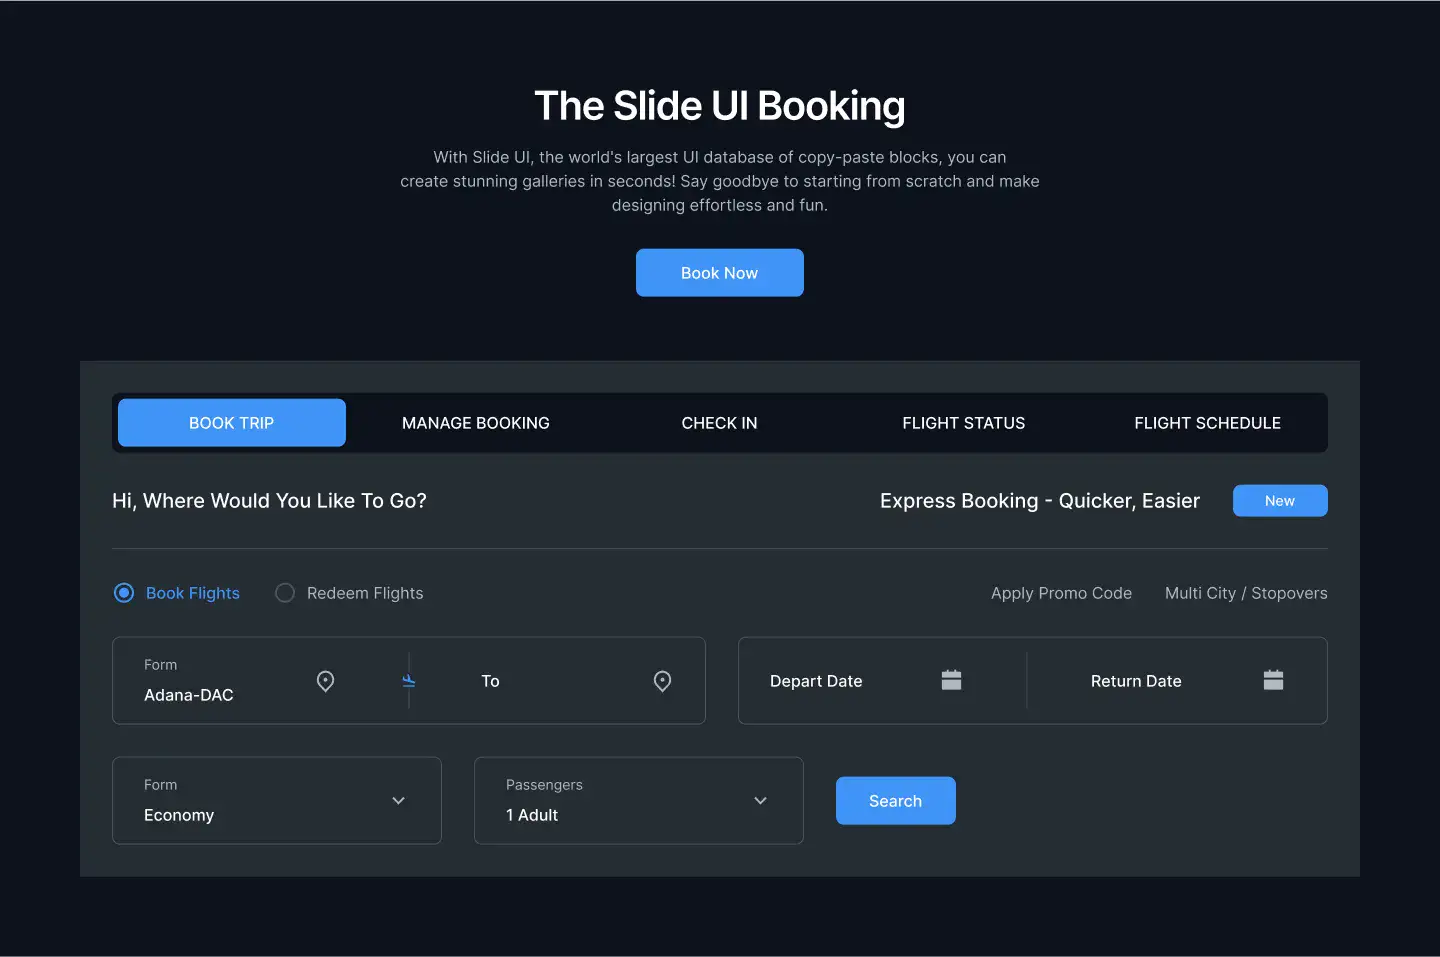 The Slide UI Booking
With Slide UI, the world's largest UI database of copy-paste blocks, you can
create stunning galleries in seconds! Say goodbye to starting from scratch and make
designing effortless and fun.
Book Now
BOOK TRIP
MANAGE BOOKING
CHECK IN
FLIGHT STATUS
FLIGHT SCHEDULE
Hi, Where Would You Like To Go?
Express Booking - Quicker, Easier
New
Book Flights
Redeem Flights
Apply Promo Code
Multi City / Stopovers
Form
Adana-DAC
To
Depart Date
Return Date
Form
Economy
Passengers
1 Adult
Search